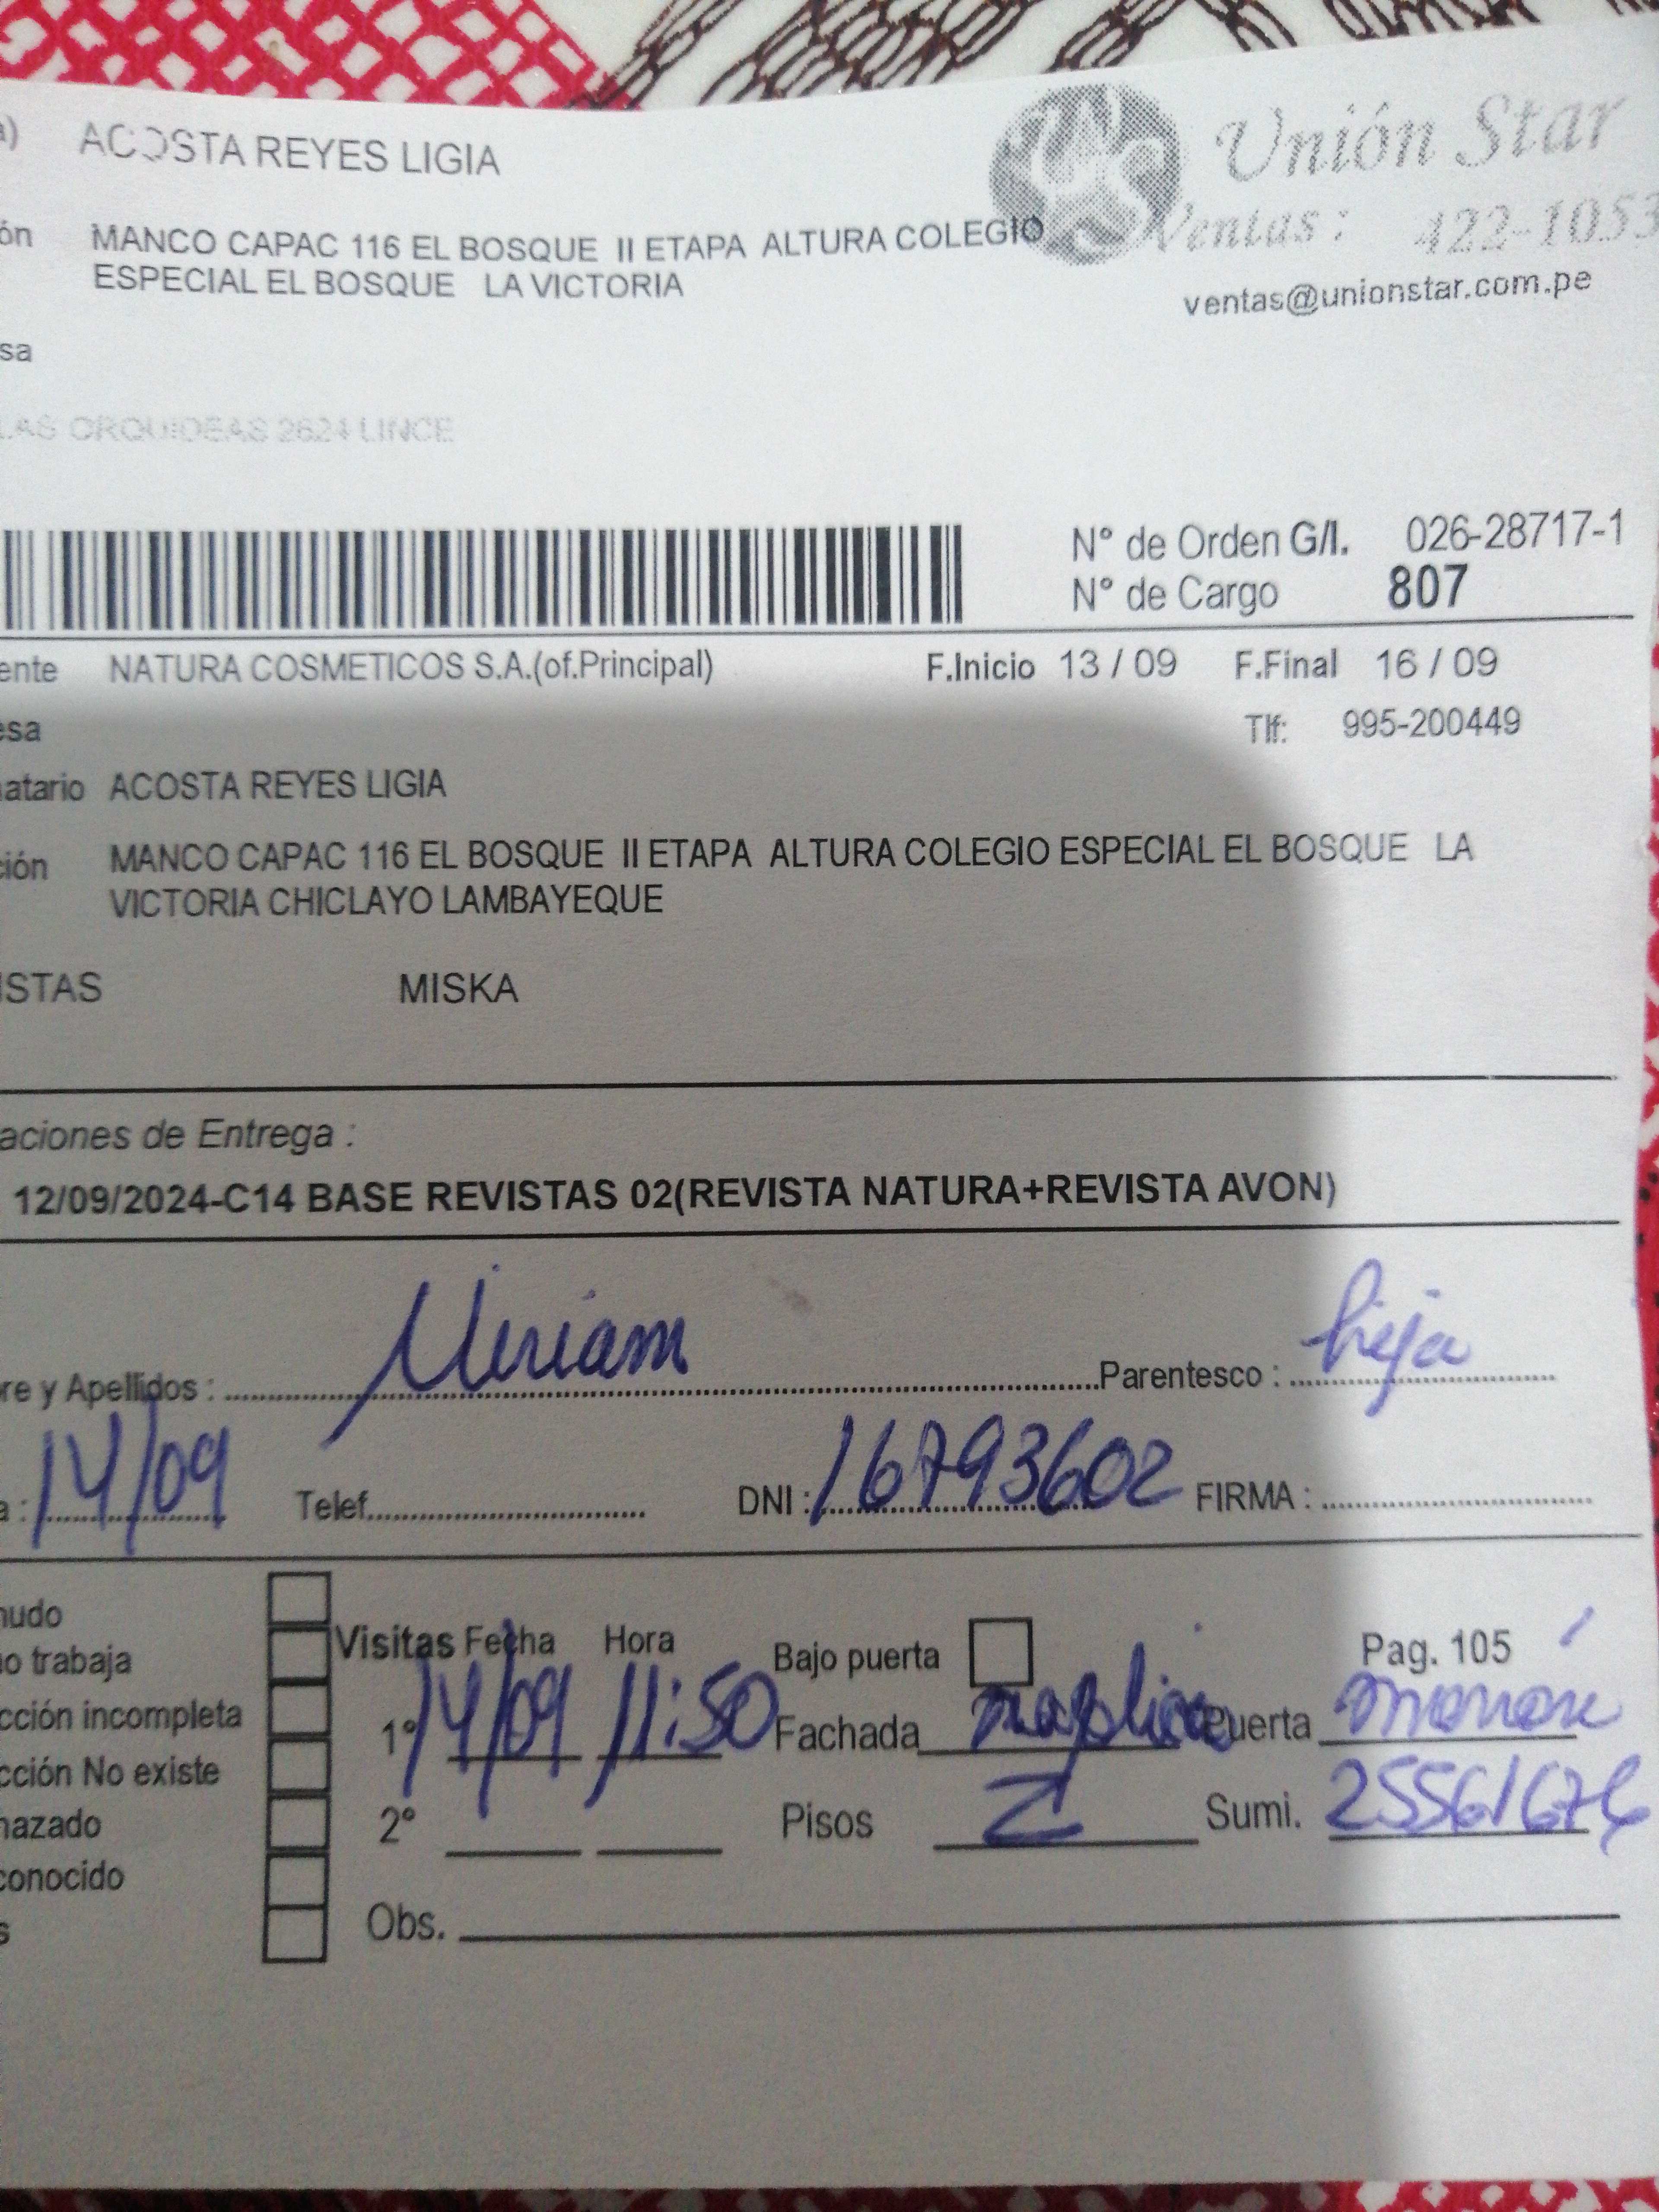 a) ACOSTA REYES LIGIA
Unión Star
Ventas: 422-1053
ventas@unionstar.com.pe
ón MANCO CAPAC 116 EL BOSQUE II ETAPA ALTURA COLEGIO
ESPECIAL EL BOSQUE LA VICTORIA
sa
LAS ORQUIDEAS 2624 LINCE
N° de Orden G/I. 026-28717-1
N° de Cargo 807
ente NATURA COSMETICOS S.A.(of.Principal) F.Inicio 13 / 09 F.Final 16 / 09
esa Tlf: 995-200449
natario ACOSTA REYES LIGIA
ción MANCO CAPAC 116 EL BOSQUE II ETAPA ALTURA COLEGIO ESPECIAL EL BOSQUE LA
VICTORIA CHICLAYO LAMBAYEQUE
ISTAS MISKA
aciones de Entrega :
12/09/2024-C14 BASE REVISTAS 02(REVISTA NATURA+REVISTA AVON)
re y Apellidos : Miriam Parentesco : hija
a : 14/09 Telef. DNI : 16793602 FIRMA :
nudo
o trabaja
cción incompleta
cción No existe
hazado
conocido
s
Visitas Fecha Hora Bajo puerta Pag. 105
1° 14/09 11:50 Fachada Puerta
2° Pisos 2 Sumi.
Obs.